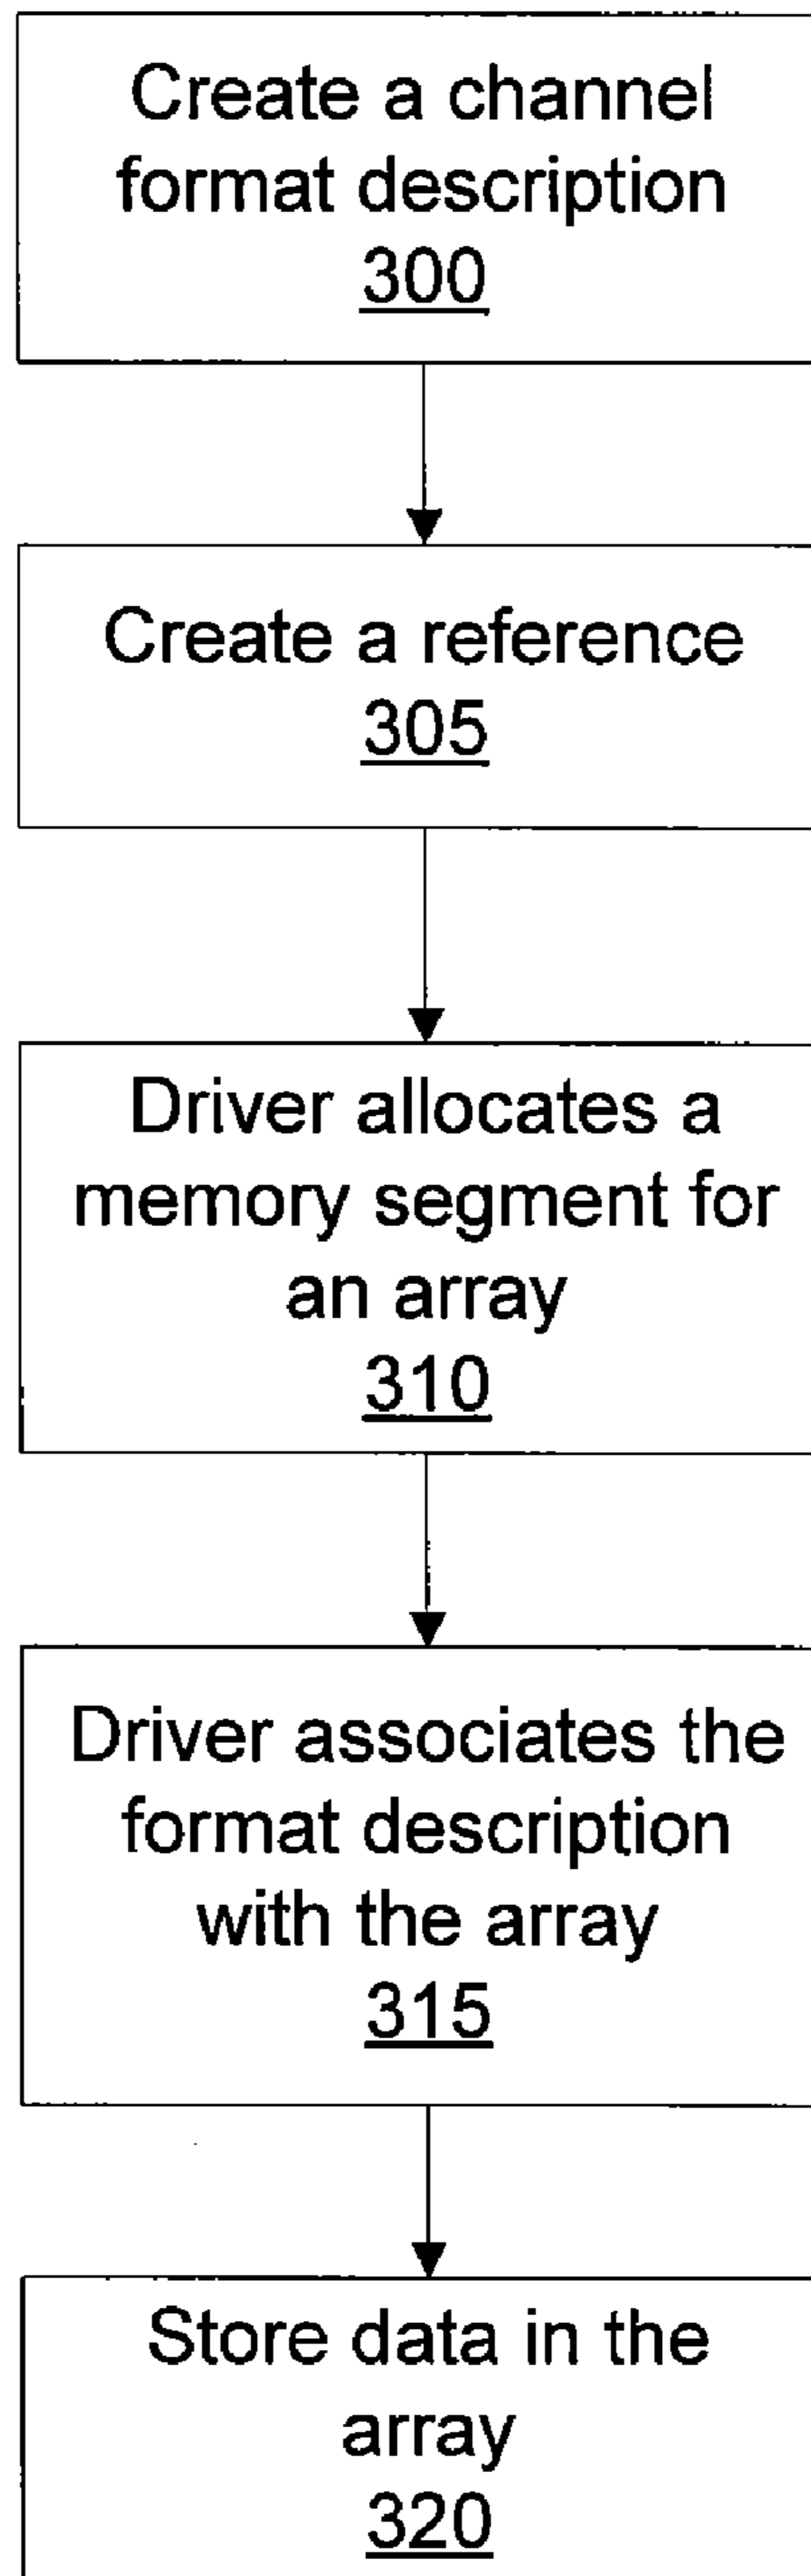 Create a channel
format description
300
Create a reference
305
Driver allocates a
memory segment for
an array
310
Driver associates the
format description
with the array
315
Store data in the
array
320